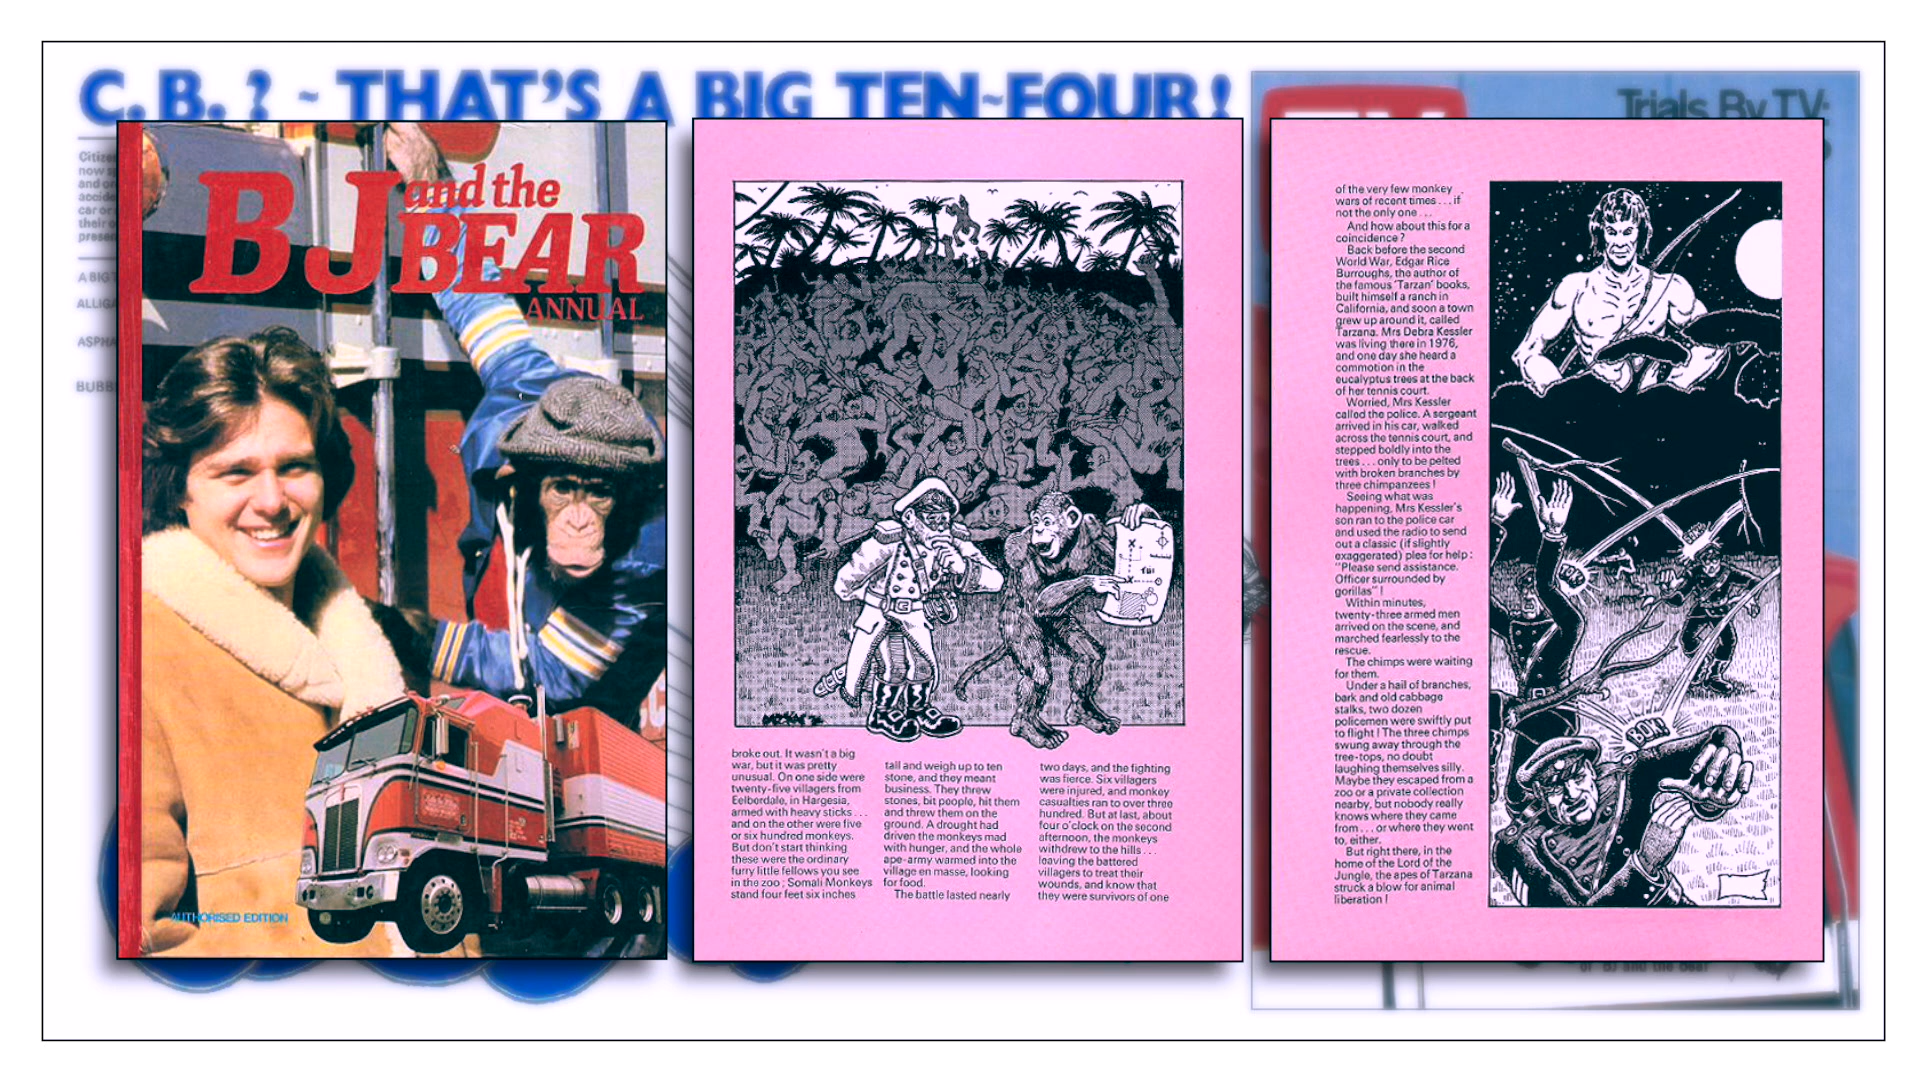 C. B. ? ~ THAT'S A BIG TEN~FOUR!
Trials By TV:
Citize
now s
and or
accide
car or
their o
presen
A BIG T
ALLIGA
ASPHA
BUBB
BJ and the
BEAR
ANNUAL
AUTHORISED EDITION
broke out. It wasn't a big
war, but it was pretty
unusual. On one side were
twenty-five villagers from
Eelbordale, in Hargesia,
armed with heavy sticks . . .
and on the other were five
or six hundred monkeys.
But don't start thinking
these were the ordinary
furry little fellows you see
in the zoo; Somali Monkeys
stand four feet six inches
tall and weigh up to ten
stone, and they meant
business. They threw
stones, bit people, hit them
and threw them on the
ground. A drought had
driven the monkeys mad
with hunger, and the whole
ape-army warmed into the
village en masse, looking
for food.
The battle lasted nearly
two days, and the fighting
was fierce. Six villagers
were injured, and monkey
casualties ran to over three
hundred. But at last, about
four o'clock on the second
afternoon, the monkeys
withdrew to the hills . . .
leaving the battered
villagers to treat their
wounds, and know that
they were survivors of one
of the very few monkey
wars of recent times . . . if
not the only one . . .
And how about this for a
coincidence?
Back before the second
World War, Edgar Rice
Burroughs, the author of
the famous 'Tarzan' books,
built himself a ranch in
California, and soon a town
grew up around it, called
Tarzana. Mrs Debra Kessler
was living there in 1976,
and one day she heard a
commotion in the
eucalyptus trees at the back
of her tennis court.
Worried, Mrs Kessler
called the police. A sergeant
arrived in his car, walked
across the tennis court, and
stepped boldly into the
trees . . . only to be pelted
with broken branches by
three chimpanzees!
Seeing what was
happening, Mrs Kessler's
son ran to the police car
and used the radio to send
out a classic (if slightly
exaggerated) plea for help:
"Please send assistance.
Officer surrounded by
gorillas"!
Within minutes,
twenty-three armed men
arrived on the scene, and
marched fearlessly to the
rescue.
The chimps were waiting
for them.
Under a hail of branches,
bark and old cabbage
stalks, two dozen
policemen were swiftly put
to flight! The three chimps
swung away through the
tree-tops, no doubt
laughing themselves silly.
Maybe they escaped from a
zoo or a private collection
nearby, but nobody really
knows where they came
from . . . or where they went
to, either.
But right there, in the
home of the Lord of the
Jungle, the apes of Tarzana
struck a blow for animal
liberation!
BON!
of BJ and the Bear